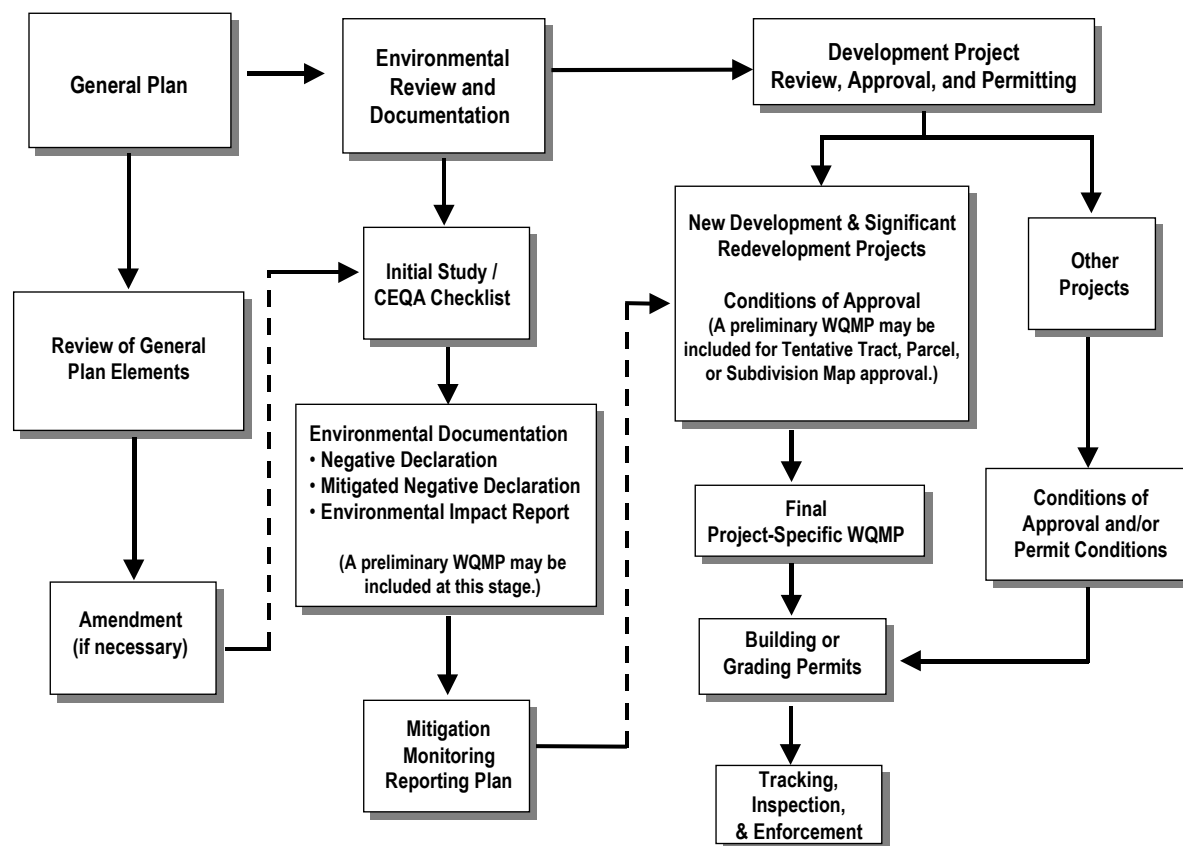 General Plan
Environmental
Review and
Documentation
Development Project
Review, Approval, and Permitting
Review of General
Plan Elements
Amendment
(if necessary)
Initial Study /
CEQA Checklist
Environmental Documentation
• Negative Declaration
• Mitigated Negative Declaration
• Environmental Impact Report
(A preliminary WQMP may be
included at this stage.)
Mitigation
Monitoring
Reporting Plan
New Development & Significant
Redevelopment Projects
Conditions of Approval
(A preliminary WQMP may be
included for Tentative Tract, Parcel,
or Subdivision Map approval.)
Final
Project-Specific WQMP
Building or
Grading Permits
Tracking,
Inspection,
& Enforcement
Other
Projects
Conditions of
Approval and/or
Permit Conditions